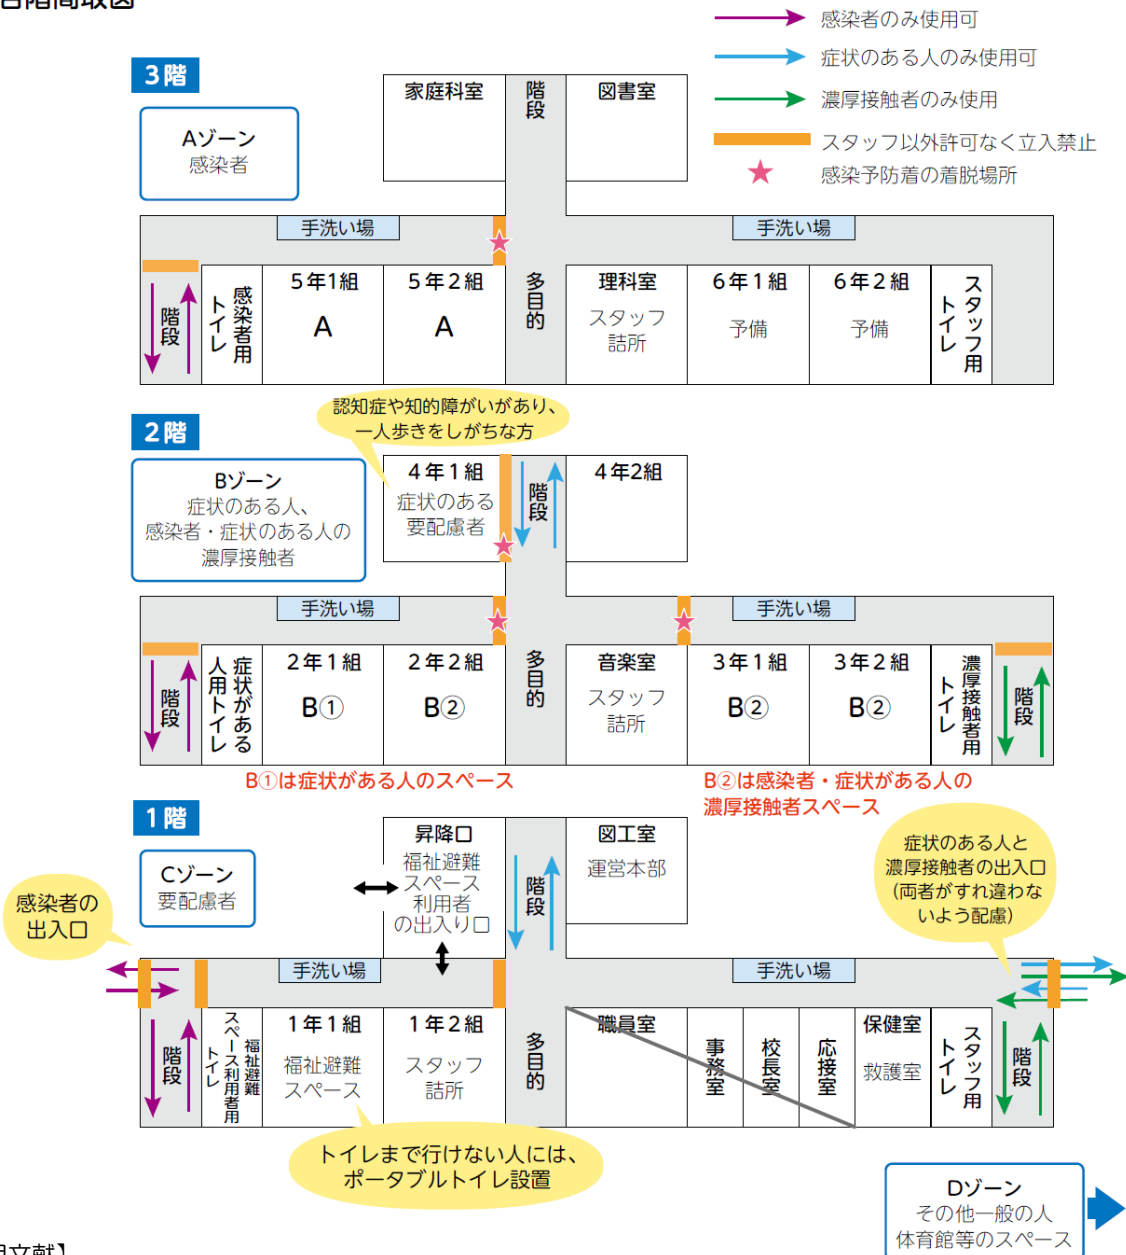 各階間取図
感染者のみ使用可
症状のある人のみ使用可
濃厚接触者のみ使用
スタッフ以外許可なく立入禁止
感染予防着の着脱場所
3階
Aゾーン
感染者
家庭科室
階段
図書室
手洗い場
手洗い場
階段
感染者用
トイレ
5年1組
A
5年2組
A
多目的
理科室
スタッフ
詰所
6年1組
予備
6年2組
予備
スタッフ用
トイレ
認知症や知的障がいがあり、
一人歩きをしがちな方
2階
Bゾーン
症状のある人、
感染者・症状のある人の
濃厚接触者
4年1組
症状のある
要配慮者
階段
4年2組
手洗い場
手洗い場
階段
症状がある
人用トイレ
2年1組
B①
2年2組
B②
多目的
音楽室
スタッフ
詰所
3年1組
B②
3年2組
B②
濃厚接触者用
トイレ
階段
B①は症状がある人のスペース
B②は感染者・症状がある人の
濃厚接触者スペース
1階
Cゾーン
要配慮者
感染者の
出入口
昇降口
福祉避難
スペース
利用者
の出入り口
階段
図工室
運営本部
症状のある人と
濃厚接触者の出入口
(両者がすれ違わな
いよう配慮)
手洗い場
手洗い場
階段
福祉避難
スペース利用者用
トイレ
1年1組
福祉避難
スペース
1年2組
スタッフ
詰所
多目的
職員室
事務室
校長室
応接室
保健室
救護室
スタッフ用
トイレ
階段
トイレまで行けない人には、
ポータブルトイレ設置
Dゾーン
その他一般の人
体育館等のスペース
用文献】